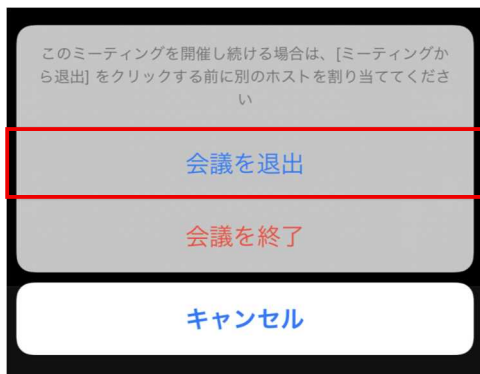 このミーティングを開催し続ける場合は、[ミーティングか
ら退出] をクリックする前に別のホストを割り当ててくださ
い
会議を退出
会議を終了
キャンセル